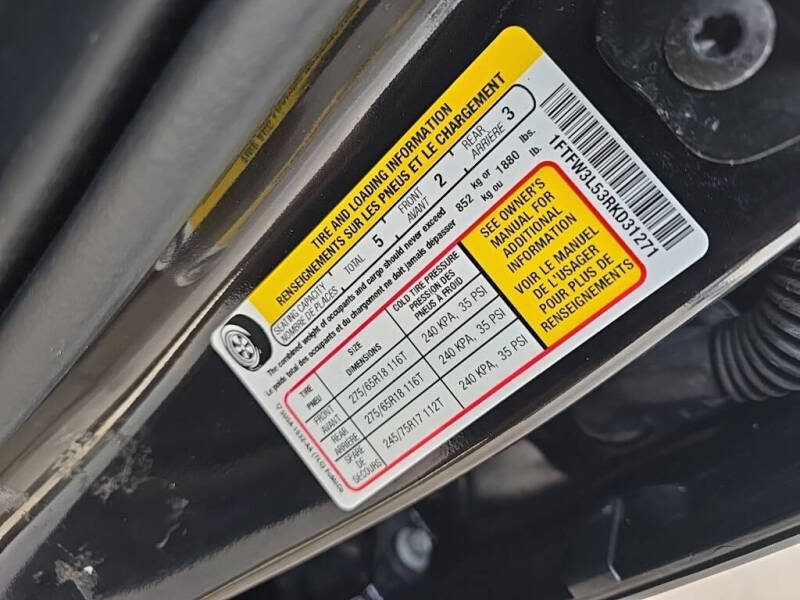 TIRE AND LOADING INFORMATION
RENSEIGNEMENTS SUR LES PNEUS ET LE CHARGEMENT
SEATING CAPACITY TOTAL 5 FRONT 2 REAR 3
NOMBRE DE PLACES AVANT ARRIÈRE
The combined weight of occupants and cargo should never exceed 852 kg or 1880 lbs.
Le poids total des occupants et du chargement ne doit jamais dépasser kg ou lb.
TIRE SIZE COLD TIRE PRESSURE
PNEU DIMENSIONS PRESSION DES PNEUS A FROID
FRONT 275/65R18 116T 240 KPA, 35 PSI
AVANT
REAR 275/65R18 116T 240 KPA, 35 PSI
ARRIÈRE
SPARE 245/75R17 112T 240 KPA, 35 PSI
DE
SECOURS
SEE OWNER'S
MANUAL FOR
ADDITIONAL
INFORMATION
VOIR LE MANUEL
DE L'USAGER
POUR PLUS DE
RENSEIGNEMENTS
1FTFW3L53RKD31271